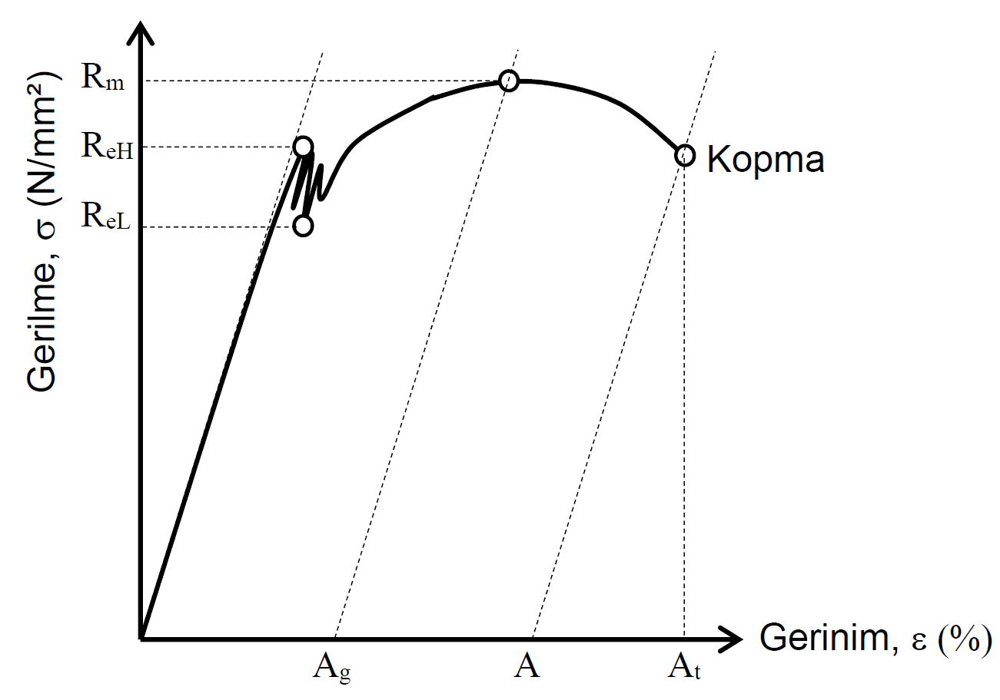 Gerilme, σ (N/mm²)
Rm
ReH
ReL
Kopma
Gerinim, ε (%)
Ag
A
At